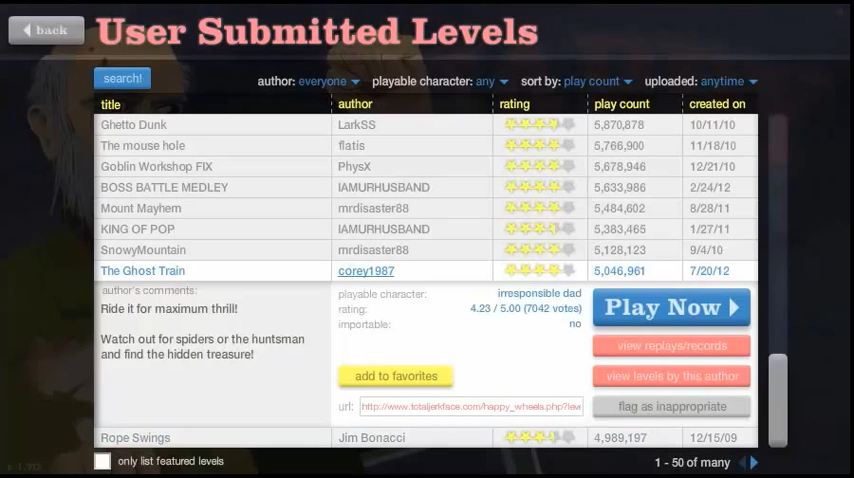 back
User Submitted Levels
search!
author: everyone playable character: any sort by: play count uploaded: anytime
title author rating play count created on
Ghetto Dunk LarkSS 5,870,878 10/11/10
The mouse hole flatis 5,766,900 11/18/10
Goblin Workshop FIX PhysX 5,678,946 12/21/10
BOSS BATTLE MEDLEY IAMURHUSBAND 5,633,986 2/24/12
Mount Mayhem mrdisaster88 5,484,602 8/28/11
KING OF POP IAMURHUSBAND 5,383,465 1/27/11
SnowyMountain mrdisaster88 5,128,123 9/4/10
The Ghost Train corey1987 5,046,961 7/20/12
author's comments:
Ride it for maximum thrill!
Watch out for spiders or the huntsman
and find the hidden treasure!
playable character: irresponsible dad
rating: 4.23 / 5.00 (7042 votes)
importable: no
add to favorites
url: http://www.totaljerkface.com/happy_wheels.php?leve
Play Now
view replays/records
view levels by this author
flag as inappropriate
Rope Swings Jim Bonacci 4,989,197 12/15/09
only list featured levels
1 - 50 of many